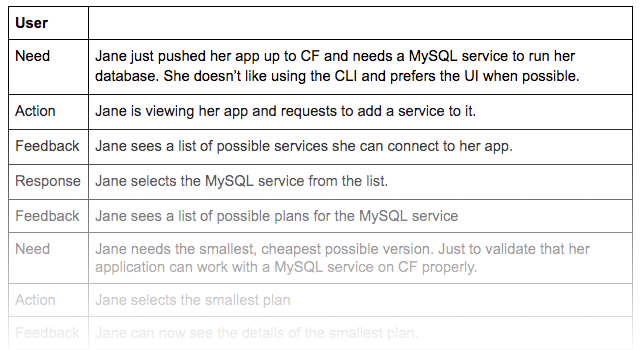 User
Need Jane just pushed her app up to CF and needs a MySQL service to run her
database. She doesn’t like using the CLI and prefers the UI when possible.
Action Jane is viewing her app and requests to add a service to it.
Feedback Jane sees a list of possible services she can connect to her app.
Response Jane selects the MySQL service from the list.
Feedback Jane sees a list of possible plans for the MySQL service
Need Jane needs the smallest, cheapest possible version. Just to validate that her
application can work with a MySQL service on CF properly.
Action Jane selects the smallest plan
Feedback Jane can now see the details of the smallest plan.